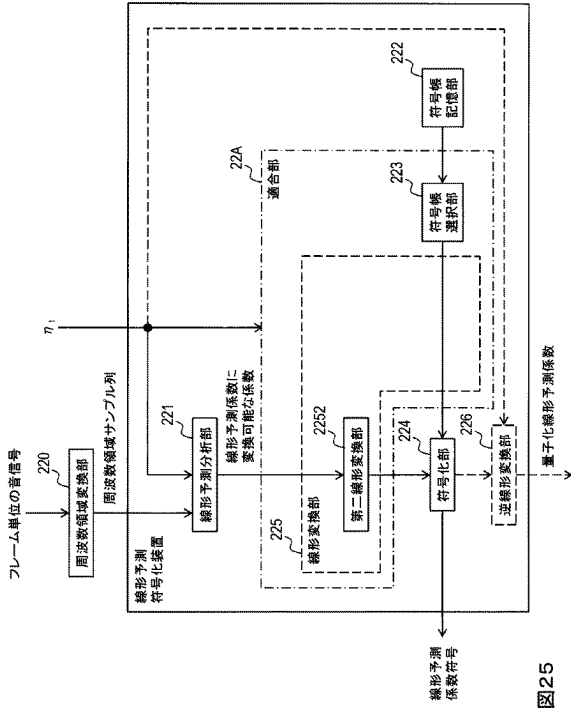 フレーム単位の音信号
220
周波数領域変換部
周波数領域サンプル列
η₁
線形予測
符号化装置
221
線形予測分析部
線形予測係数に
変換可能な係数
22A
適合部
222
符号帳
記憶部
223
符号帳
選択部
225
線形変換部
2252
第二線形変換部
224
符号化部
226
逆線形変換部
線形予測
係数符号
量子化線形予測係数
図25